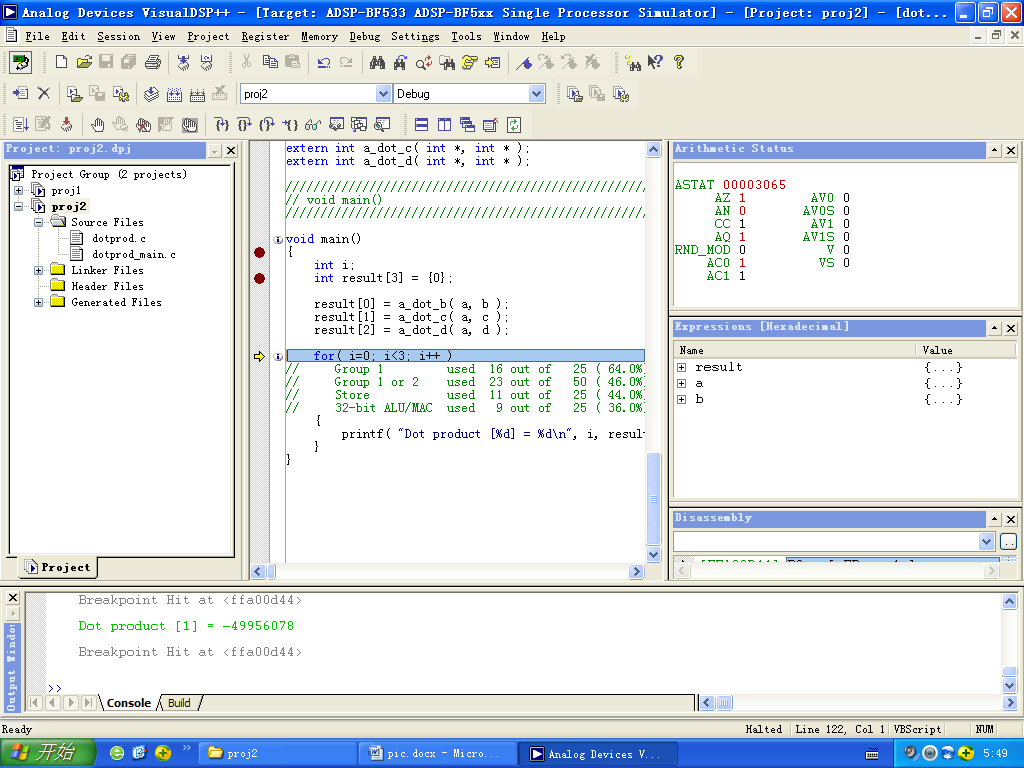 Analog Devices VisualDSP++ - [Target: ADSP-BF533 ADSP-BF5xx Single Processor Simulator] - [Project: proj2] - [dot...
File Edit Session View Project Register Memory Debug Settings Tools Window Help
proj2 Debug
Project: proj2.dpj
Project Group (2 projects)
proj1
proj2
Source Files
dotprod.c
dotprod_main.c
Linker Files
Header Files
Generated Files
Project
extern int a_dot_c( int *, int * );
extern int a_dot_d( int *, int * );
////////////////////////////////////////////////////
// void main()
////////////////////////////////////////////////////
void main()
{
int i;
int result[3] = {0};
result[0] = a_dot_b( a, b );
result[1] = a_dot_c( a, c );
result[2] = a_dot_d( a, d );
for( i=0; i<3; i++ )
// Group 1 used 16 out of 25 ( 64.0%
// Group 1 or 2 used 23 out of 50 ( 46.0%
// Store used 11 out of 25 ( 44.0%
// 32-bit ALU/MAC used 9 out of 25 ( 36.0%
{
printf( "Dot product [%d] = %d\n", i, resul
}
}
Arithmetic Status
ASTAT 00003065
AZ 1 AV0 0
AN 0 AV0S 0
CC 1 AV1 0
AQ 1 AV1S 0
RND_MOD 0 V 0
AC0 1 VS 0
AC1 1
Expressions [Hexadecimal]
Name Value
result {...}
a {...}
b {...}
Disassembly
Output Window
Breakpoint Hit at <ffa00d44>
Dot product [1] = -49956078
Breakpoint Hit at <ffa00d44>
>>
Console Build
Ready Halted Line 122, Col 1 VBScript NUM
开始 proj2 pic.docx - Micro... Analog Devices V... 5:49